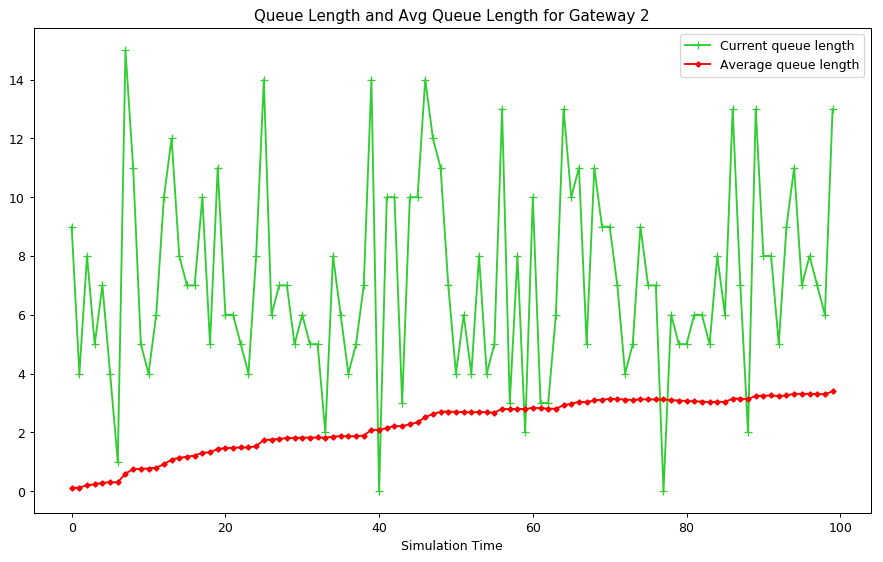 Queue Length and Avg Queue Length for Gateway 2
Current queue length
Average queue length
14
12
10
8
6
4
2
0
0 20 40 60 80 100
Simulation Time